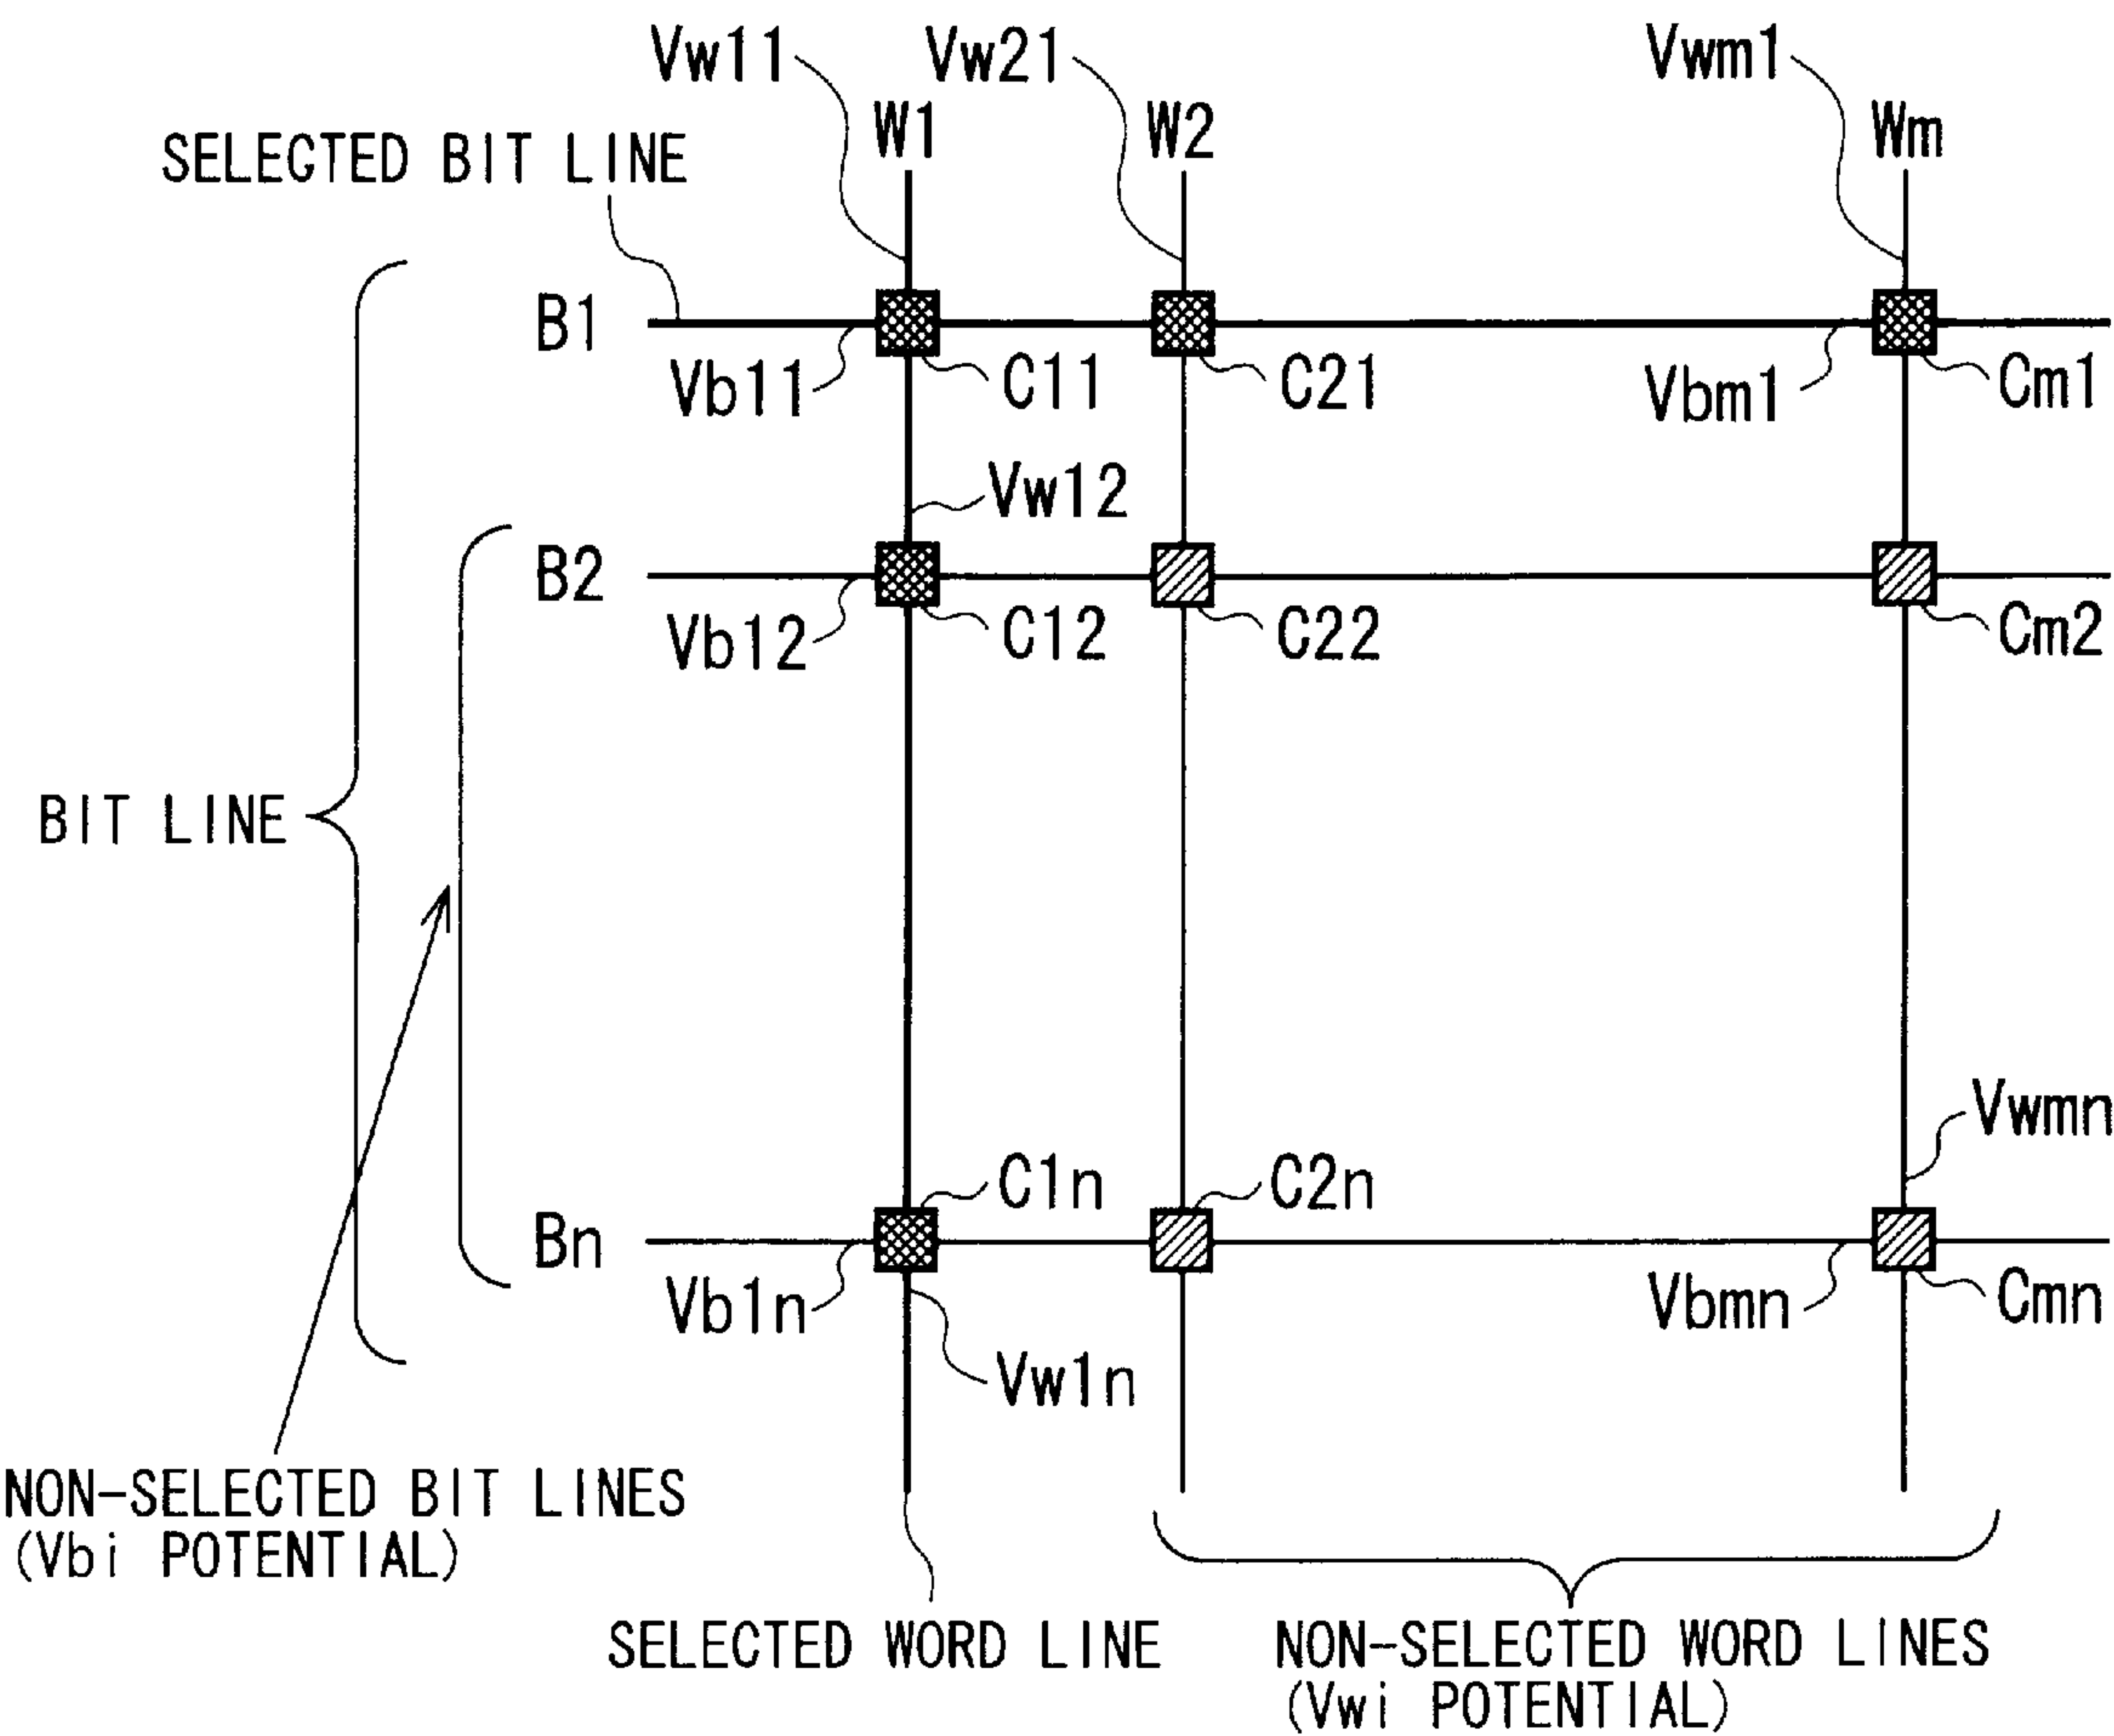 Vw11
Vw21
Vwm1
W1
W2
Wm
SELECTED BIT LINE
B1
Vb11
C11
C21
Vbm1
Cm1
Vw12
B2
Vb12
C12
C22
Cm2
BIT LINE
Vwmn
C1n
C2n
Bn
Vb1n
Vbmn
Cmn
Vw1n
NON-SELECTED BIT LINES
(Vbi POTENTIAL)
SELECTED WORD LINE
NON-SELECTED WORD LINES
(Vwi POTENTIAL)